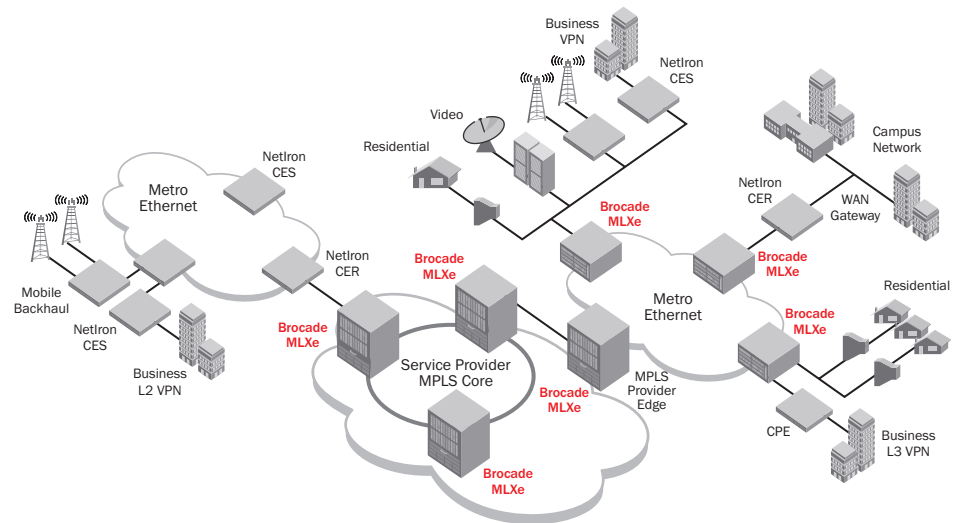 Business
VPN
NetIron
CES
Video
Residential
Campus
Network
NetIron
CES
Metro
Ethernet
NetIron
CER
WAN
Gateway
Brocade
MLXe
NetIron
CER
Brocade
MLXe
Brocade
MLXe
Mobile
Backhaul
Residential
Metro
Ethernet
NetIron
CES
Brocade
MLXe
Brocade
MLXe
Service Provider
MPLS Core
Business
L2 VPN
Brocade
MLXe
MPLS
Provider
Edge
CPE
Business
L3 VPN
Brocade
MLXe